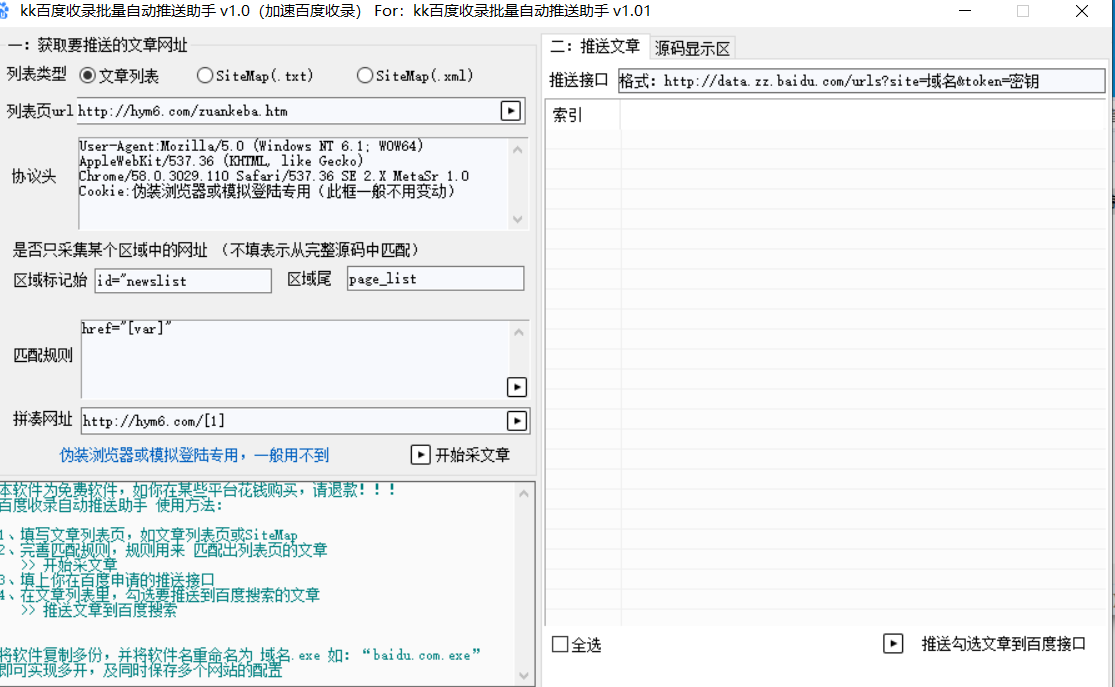 kk百度收录批量自动推送助手 v1.0（加速百度收录） For：kk百度收录批量自动推送助手 v1.01
一：获取要推送的文章网址
列表类型 文章列表 SiteMap(.txt) SiteMap(.xml)
列表页url http://hym6.com/zuankeba.htm
协议头
User-Agent:Mozilla/5.0 (Windows NT 6.1; WOW64)
AppleWebKit/537.36 (KHTML, like Gecko)
Chrome/58.0.3029.110 Safari/537.36 SE 2.X MetaSr 1.0
Cookie:伪装浏览器或模拟登陆专用（此框一般不用变动）
是否只采集某个区域中的网址 （不填表示从完整源码中匹配）
区域标记始 id="newslist 区域尾 page_list
匹配规则 href="[var]"
拼凑网址 http://hym6.com/[1]
伪装浏览器或模拟登陆专用，一般用不到 开始采文章
本软件为免费软件，如你在某些平台花钱购买，请退款！！！
百度收录自动推送助手 使用方法：
1、填写文章列表页，如文章列表页或SiteMap
2、完善匹配规则，规则用来 匹配出列表页的文章
>> 开始采文章
3、填上你在百度申请的推送接口
4、在文章列表里，勾选要推送到百度搜索的文章
>> 推送文章到百度搜索
将软件复制多份，并将软件名重命名为 域名.exe 如：“baidu.com.exe”
即可实现多开，及同时保存多个网站的配置
二：推送文章 源码显示区
推送接口 格式：http://data.zz.baidu.com/urls?site=域名&token=密钥
索引
全选 推送勾选文章到百度接口